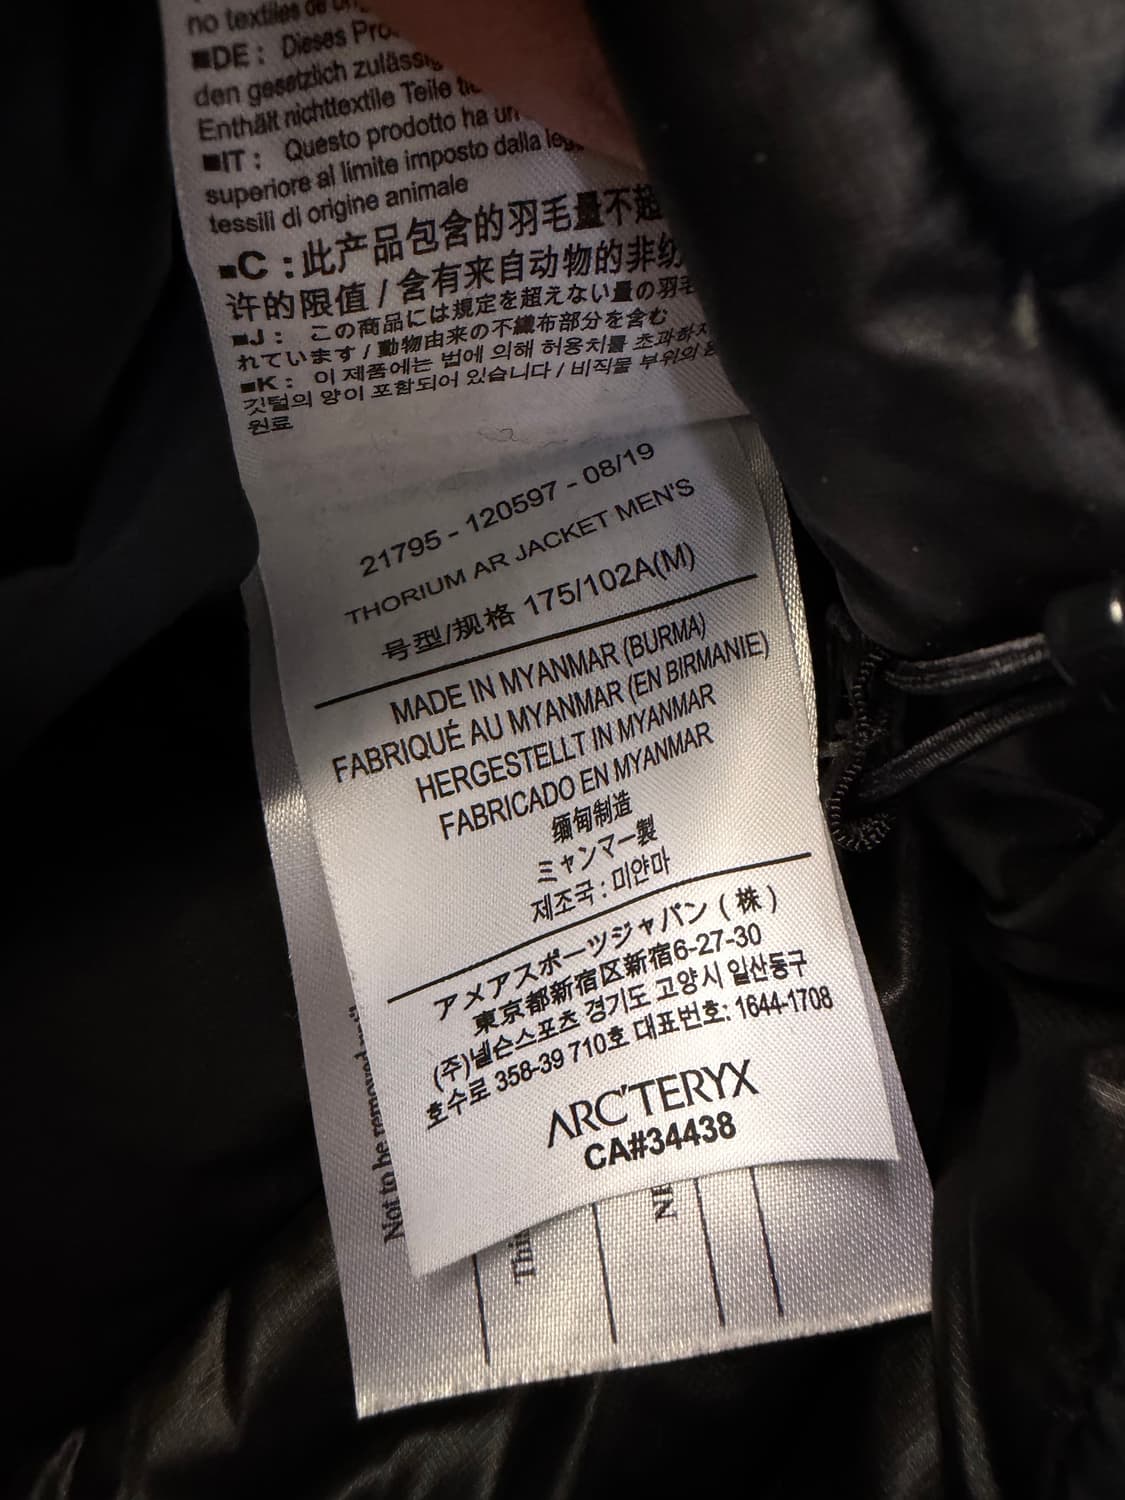 no textiles de
■DE : Dieses
den gesetzlich
Enthält nichttextile Teile
■IT : Questo prodotto ha
superiore al limite imposto dalla
tessili di origine animale
■C : 此产品包含的羽毛量不超
许的限值 / 含有来自动物的非纺
■J : この商品には規定を超えない量の羽毛
れています / 動物由来の不織布部分を含む
■K : 이 제품에는 법에 의해 허용치를 초과하지
깃털의 양이 포함되어 있습니다 / 비직물 부위의
원료
21795 - 120597 - 08/19
THORIUM AR JACKET MEN'S
号型/规格 175/102A(M)
MADE IN MYANMAR (BURMA)
FABRIQUÉ AU MYANMAR (EN BIRMANIE)
HERGESTELLT IN MYANMAR
FABRICADO EN MYANMAR
缅甸制造
ミャンマー製
제조국 : 미얀마
アメアスポーツジャパン ( 株 )
東京都新宿区新宿6-27-30
(주)넬슨스포츠 경기도 고양시 일산동구
호수로 358-39 710호 대표번호: 1644-1708
ARC'TERYX
CA#34438
Not to be removed
This